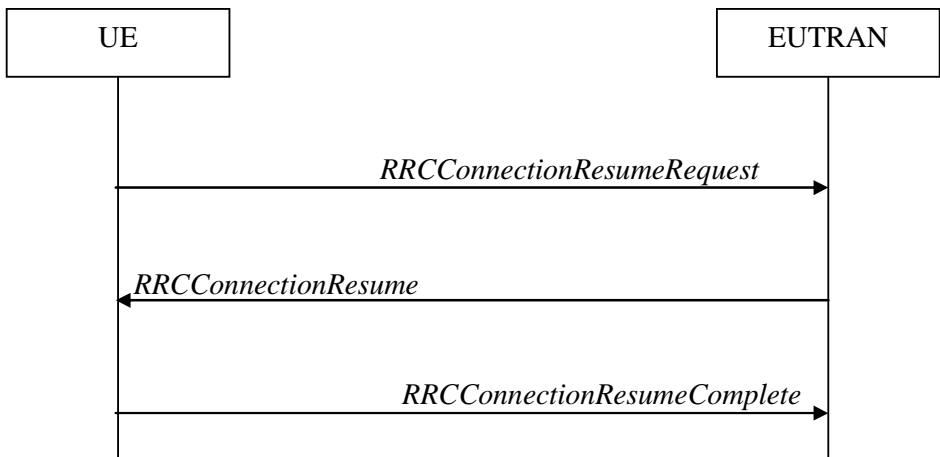 UE
EUTRAN
RRCConnectionResumeRequest
RRCConnectionResume
RRCConnectionResumeComplete